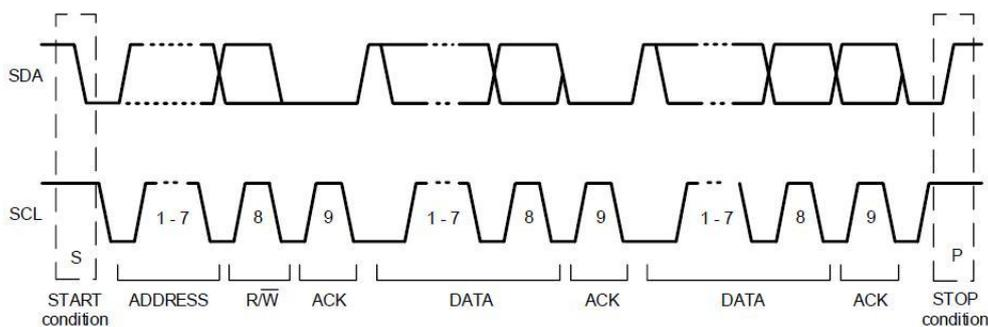 SDA
SCL
1 - 7 8 9 1 - 7 8 9 1 - 7 8 9
S P
START condition ADDRESS R/W̅ ACK DATA ACK DATA ACK STOP condition